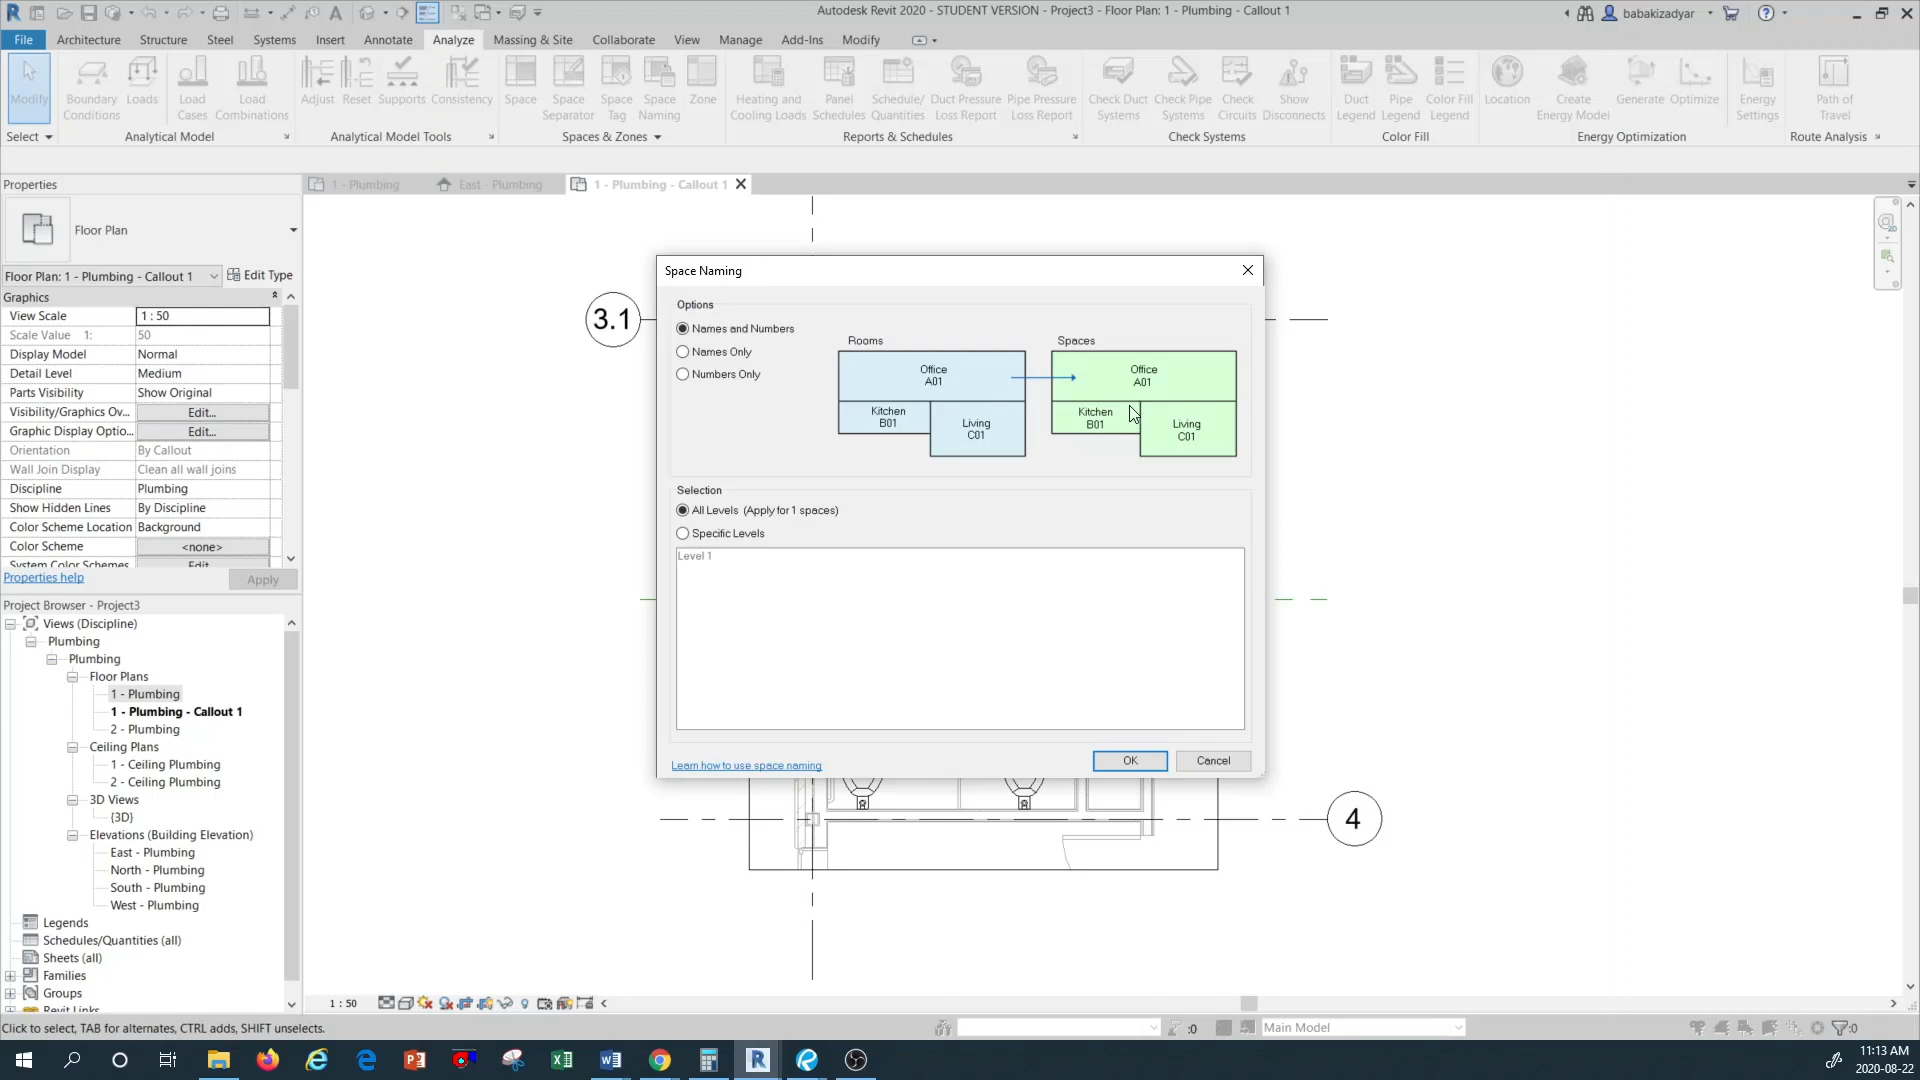 Autodesk Revit 2020 - STUDENT VERSION - Project3 - Floor Plan: 1 - Plumbing - Callout 1
babakizadyar
File Architecture Structure Steel Systems Insert Annotate Analyze Massing & Site Collaborate View Manage Add-Ins Modify
Modify
Boundary Conditions
Loads
Load Cases
Load Combinations
Adjust
Reset
Supports
Consistency
Space
Space Separator
Space Tag
Space Naming
Zone
Heating and Cooling Loads
Panel Schedules
Schedule/ Quantities
Duct Pressure Loss Report
Pipe Pressure Loss Report
Check Duct Systems
Check Pipe Systems
Check Circuits
Show Disconnects
Duct Legend
Pipe Legend
Color Fill Legend
Location
Create Energy Model
Generate
Optimize
Energy Settings
Path of Travel
Select
Analytical Model
Analytical Model Tools
Spaces & Zones
Reports & Schedules
Check Systems
Color Fill
Energy Optimization
Route Analysis
Properties
1 - Plumbing
East - Plumbing
1 - Plumbing - Callout 1
Floor Plan
Floor Plan: 1 - Plumbing - Callout 1
Edit Type
Graphics
View Scale 1 : 50
Scale Value 1: 50
Display Model Normal
Detail Level Medium
Parts Visibility Show Original
Visibility/Graphics Ov... Edit...
Graphic Display Optio... Edit...
Orientation By Callout
Wall Join Display Clean all wall joins
Discipline Plumbing
Show Hidden Lines By Discipline
Color Scheme Location Background
Color Scheme <none>
System Color Schemes Edit...
Properties help
Apply
Project Browser - Project3
Views (Discipline)
Plumbing
Plumbing
Floor Plans
1 - Plumbing
1 - Plumbing - Callout 1
2 - Plumbing
Ceiling Plans
1 - Ceiling Plumbing
2 - Ceiling Plumbing
3D Views
{3D}
Elevations (Building Elevation)
East - Plumbing
North - Plumbing
South - Plumbing
West - Plumbing
Legends
Schedules/Quantities (all)
Sheets (all)
Families
Groups
Revit Links
3.1
Space Naming
Options
Names and Numbers
Names Only
Numbers Only
Rooms
Office
A01
Kitchen
B01
Living
C01
Spaces
Office
A01
Kitchen
B01
Living
C01
Selection
All Levels (Apply for 1 spaces)
Specific Levels
Level 1
Learn how to use space naming
OK
Cancel
4
1 : 50
Click to select, TAB for alternates, CTRL adds, SHIFT unselects.
:0
Main Model
:0
11:13 AM
2020-08-22